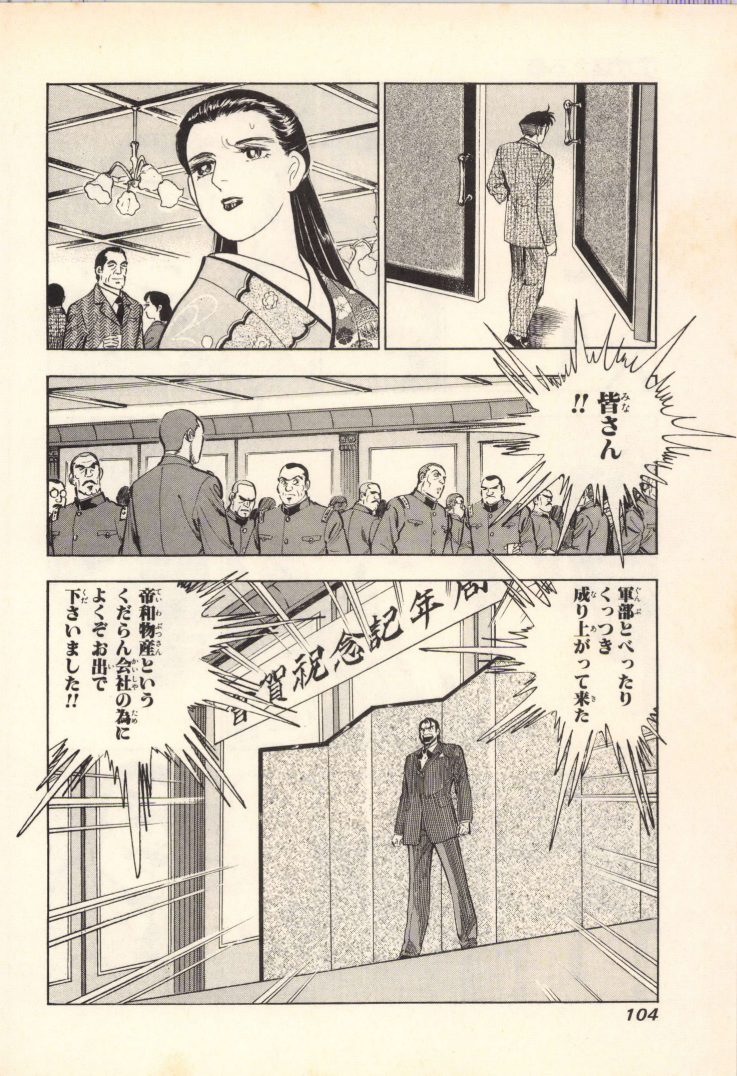 皆さん
!!
軍部とべったり
くっつき
成り上がって来た
帝和物産という
くだらん会社の為に
よくぞお出で
下さいました!!
周年記念祝賀
104